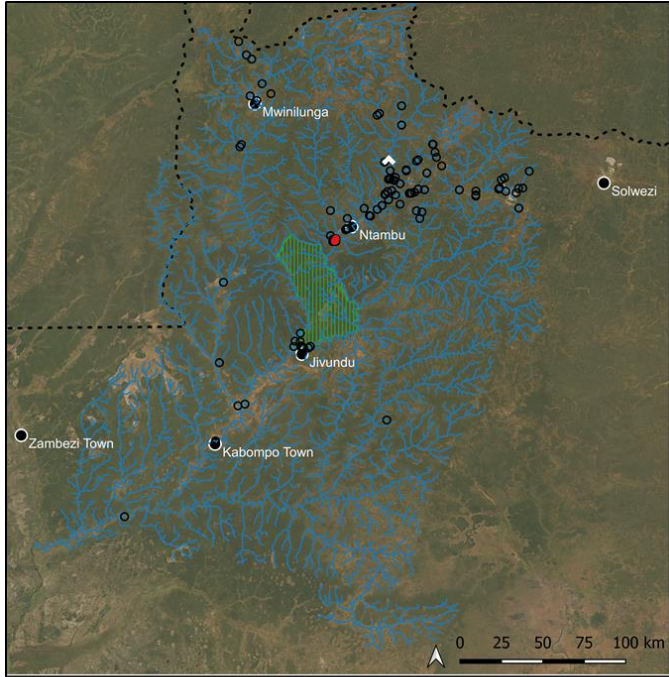 Mwinilunga
Solwezi
Ntambu
Jivundu
Zambezi Town
Kabompo Town
0 25 50 75 100 km